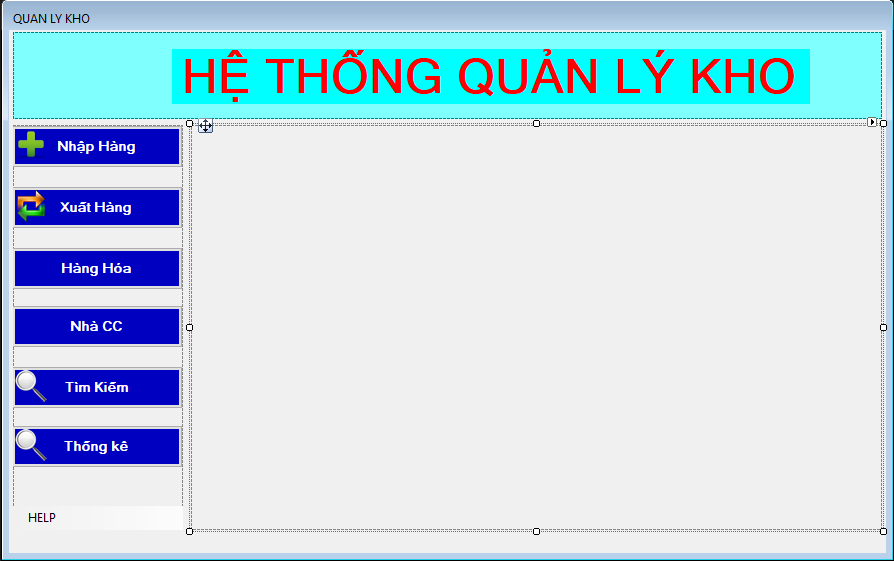 QUAN LY KHO
HỆ THỐNG QUẢN LÝ KHO
Nhập Hàng
Xuất Hàng
Hàng Hóa
Nhà CC
Tìm Kiếm
Thống kê
HELP